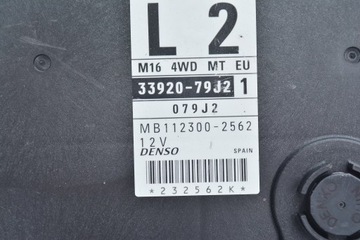 L 2
M16 4WD MT EU
33920-79J2 1
079J2
MB112300-2562
12V
DENSO SPAIN
*232562K*